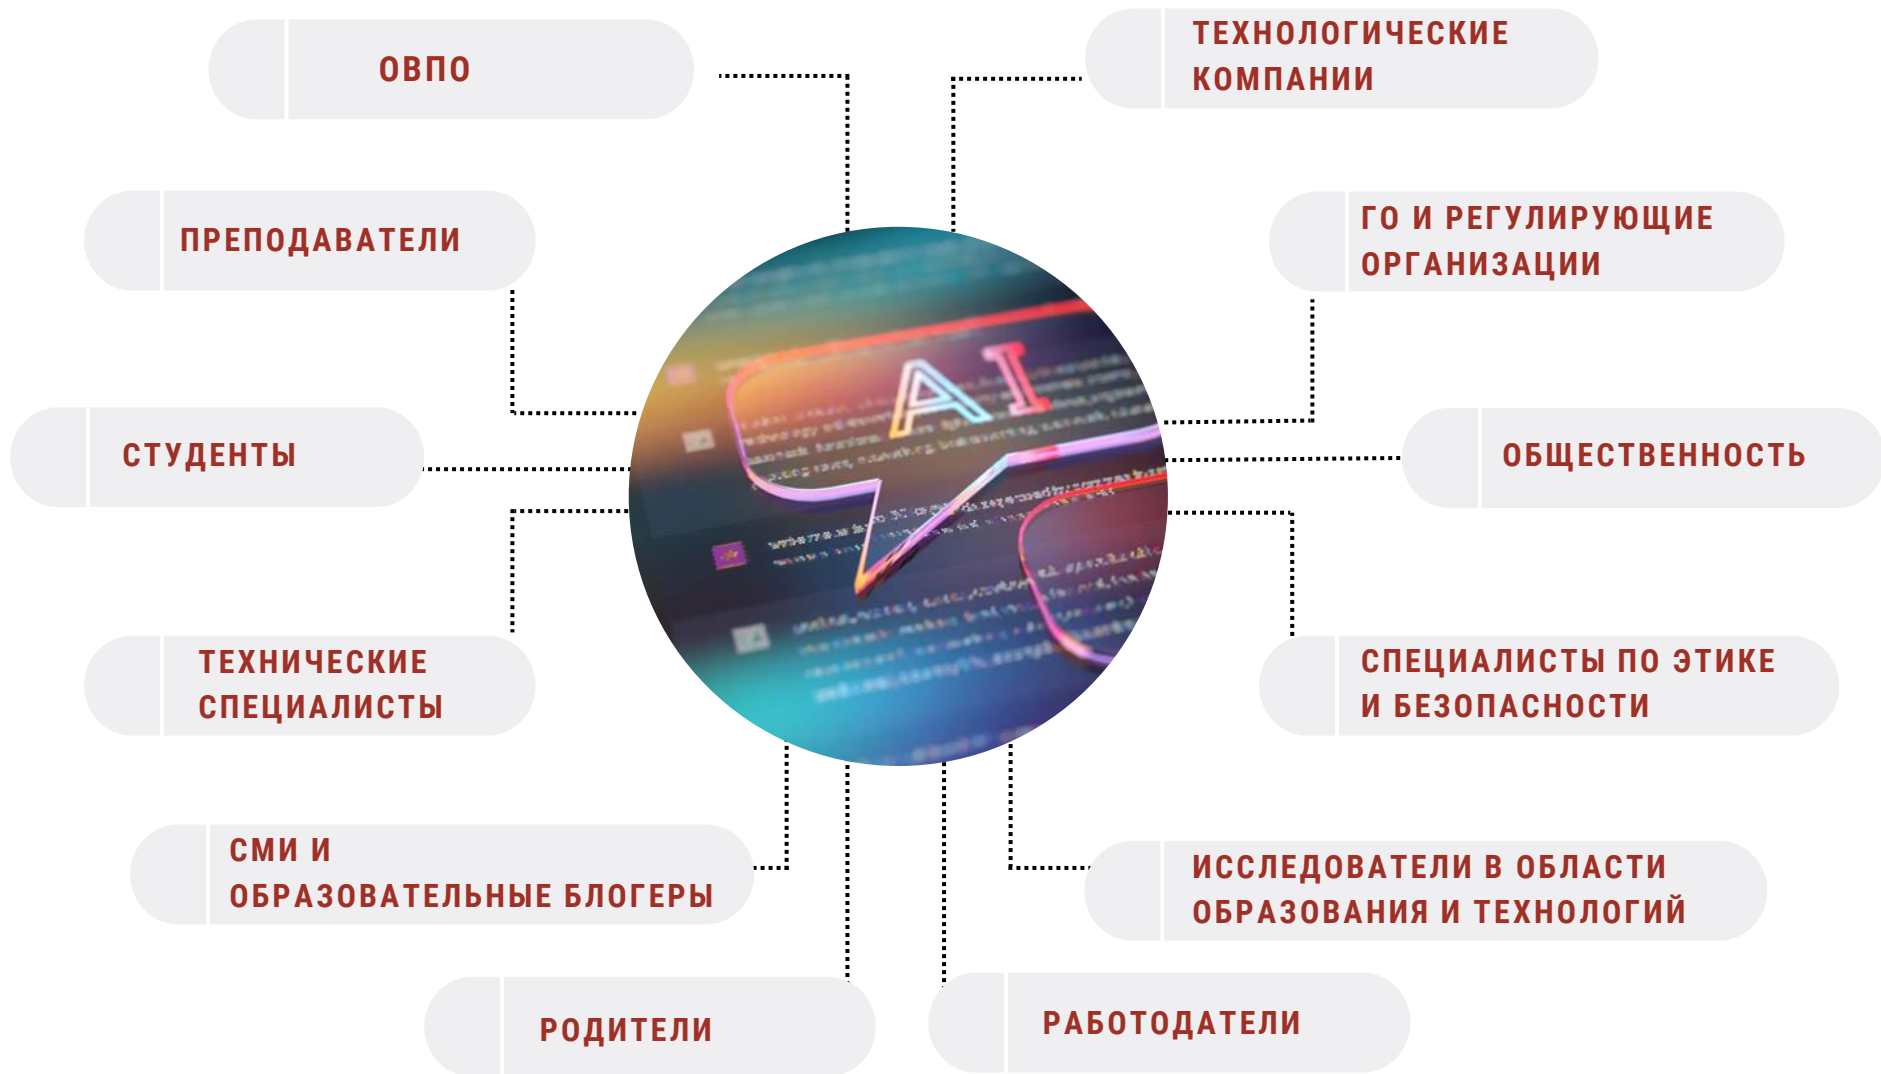 ОВПО
ТЕХНОЛОГИЧЕСКИЕ
КОМПАНИИ
ПРЕПОДАВАТЕЛИ
ГО И РЕГУЛИРУЮЩИЕ
ОРГАНИЗАЦИИ
AI
СТУДЕНТЫ
ОБЩЕСТВЕННОСТЬ
ТЕХНИЧЕСКИЕ
СПЕЦИАЛИСТЫ
СПЕЦИАЛИСТЫ ПО ЭТИКЕ
И БЕЗОПАСНОСТИ
СМИ И
ОБРАЗОВАТЕЛЬНЫЕ БЛОГЕРЫ
ИССЛЕДОВАТЕЛИ В ОБЛАСТИ
ОБРАЗОВАНИЯ И ТЕХНОЛОГИЙ
РОДИТЕЛИ
РАБОТОДАТЕЛИ